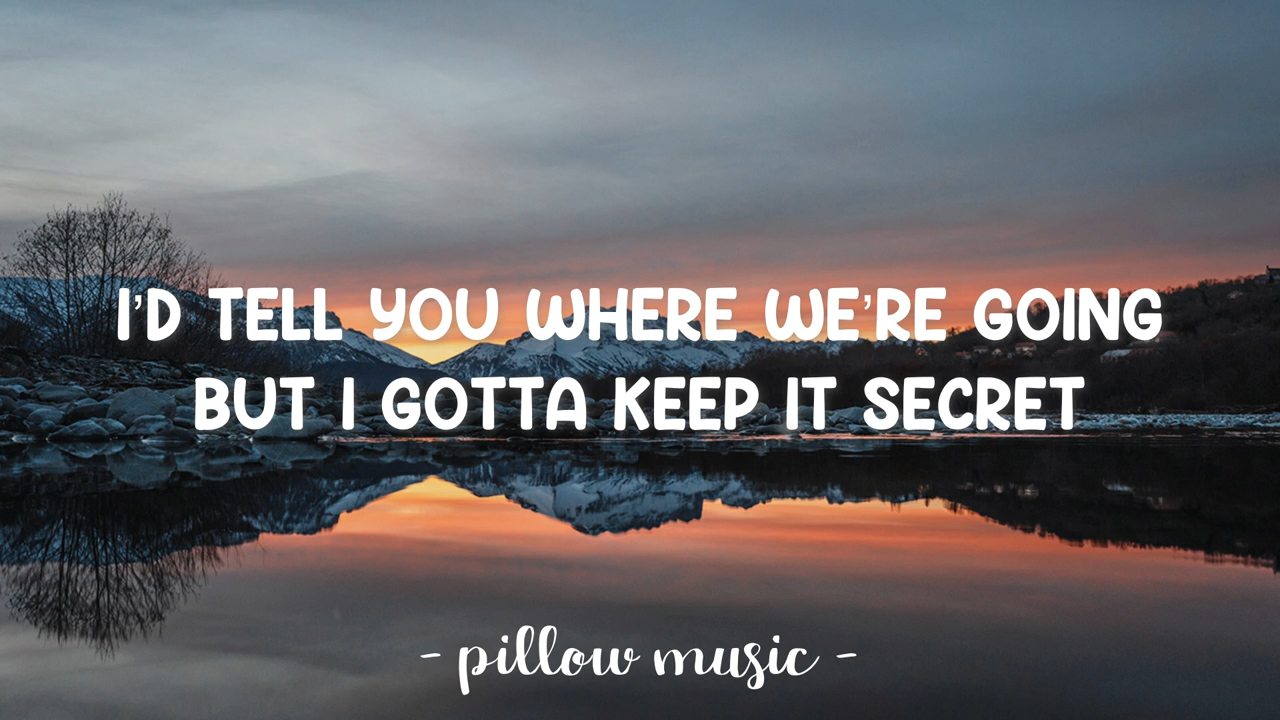 I'D TELL YOU WHERE WE'RE GOING
BUT I GOTTA KEEP IT SECRET
- pillow music -